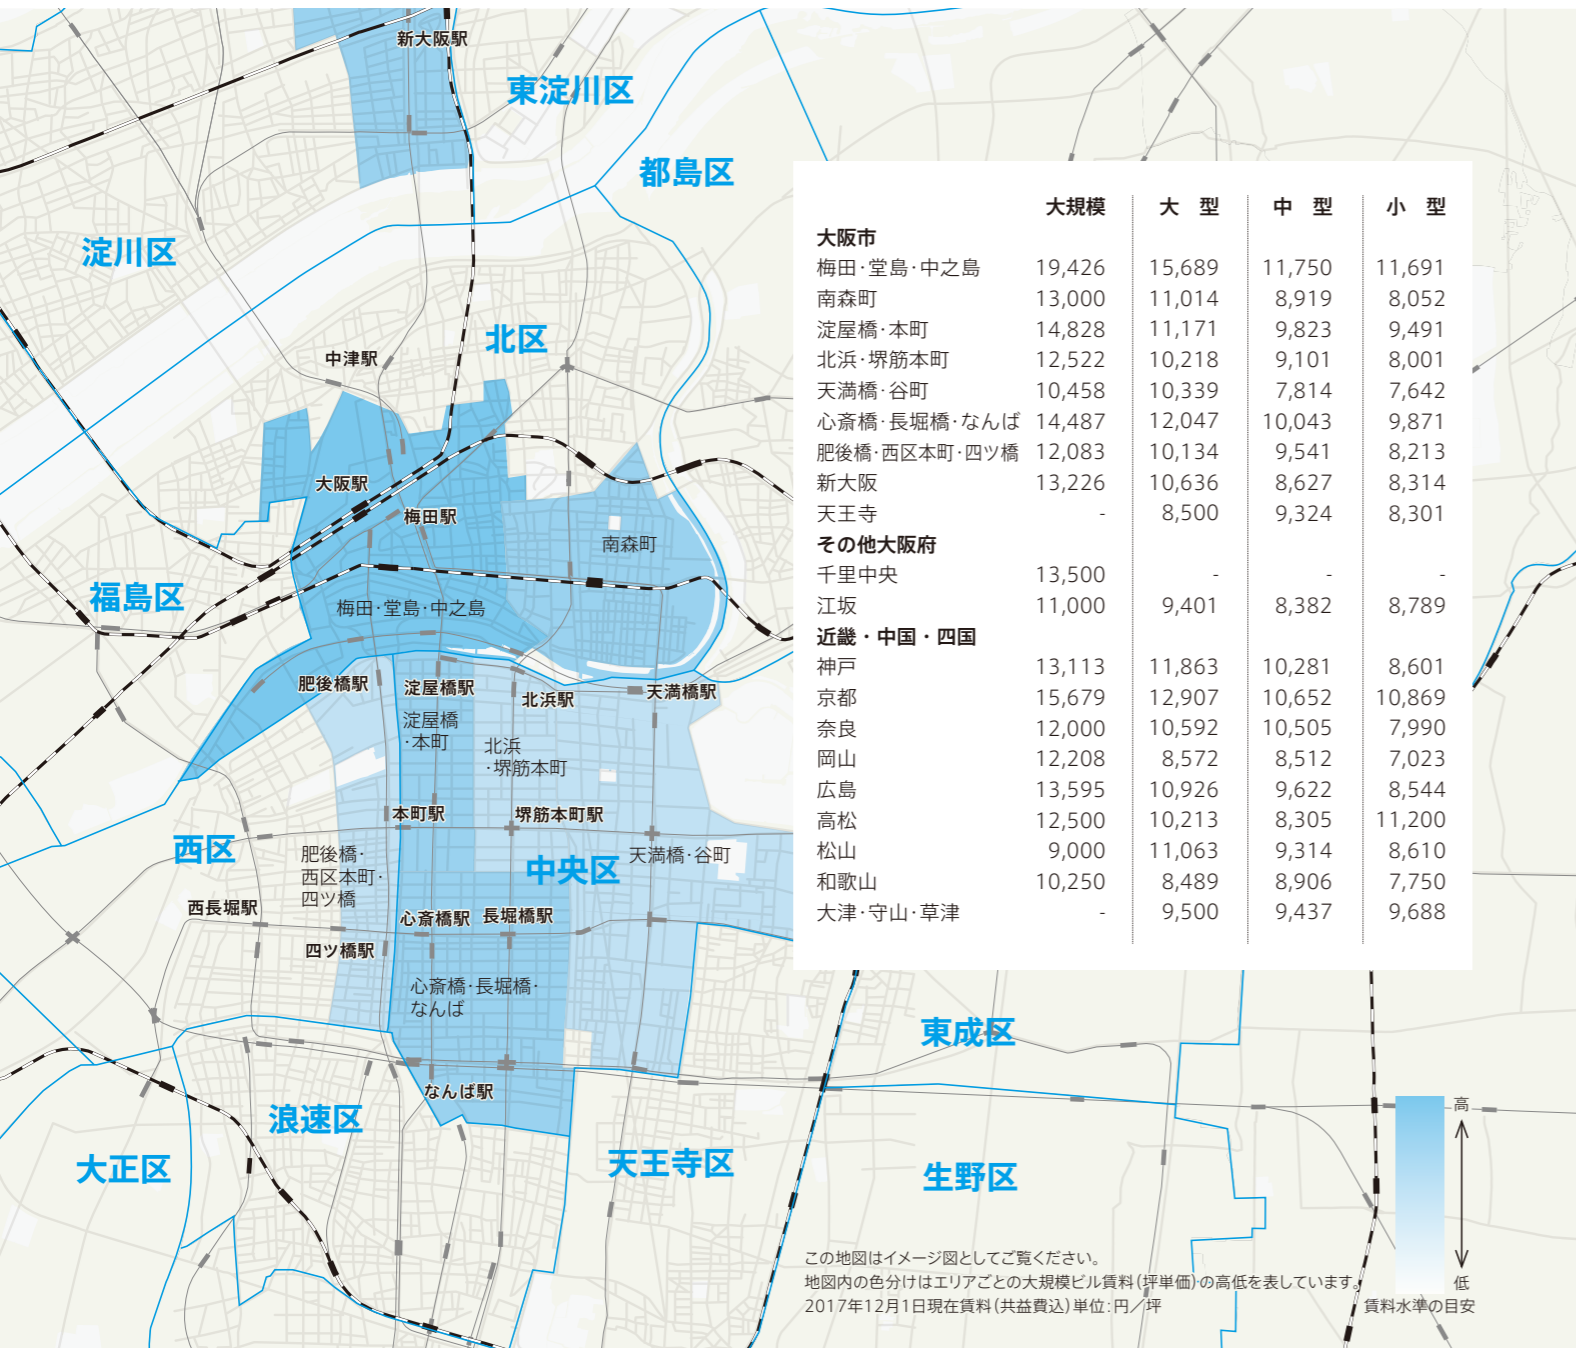 新大阪駅
東淀川区
都島区
淀川区
北区
中津駅
大阪駅
梅田駅
南森町
福島区
梅田・堂島・中之島
肥後橋駅
淀屋橋駅
北浜駅
天満橋駅
淀屋橋
・本町
北浜
・堺筋本町
本町駅
堺筋本町駅
西区
肥後橋・
西区本町・
四ツ橋
中央区
天満橋・谷町
西長堀駅
心斎橋駅
長堀橋駅
四ツ橋駅
心斎橋・長堀橋・
なんば
なんば駅
浪速区
大正区
天王寺区
東成区
生野区
大規模 大 型 中 型 小 型
大阪市
梅田・堂島・中之島 19,426 15,689 11,750 11,691
南森町 13,000 11,014 8,919 8,052
淀屋橋・本町 14,828 11,171 9,823 9,491
北浜・堺筋本町 12,522 10,218 9,101 8,001
天満橋・谷町 10,458 10,339 7,814 7,642
心斎橋・長堀橋・なんば 14,487 12,047 10,043 9,871
肥後橋・西区本町・四ツ橋 12,083 10,134 9,541 8,213
新大阪 13,226 10,636 8,627 8,314
天王寺 - 8,500 9,324 8,301
その他大阪府
千里中央 13,500 - - -
江坂 11,000 9,401 8,382 8,789
近畿・中国・四国
神戸 13,113 11,863 10,281 8,601
京都 15,679 12,907 10,652 10,869
奈良 12,000 10,592 10,505 7,990
岡山 12,208 8,572 8,512 7,023
広島 13,595 10,926 9,622 8,544
高松 12,500 10,213 8,305 11,200
松山 9,000 11,063 9,314 8,610
和歌山 10,250 8,489 8,906 7,750
大津・守山・草津 - 9,500 9,437 9,688
この地図はイメージ図としてご覧ください。
地図内の色分けはエリアごとの大規模ビル賃料(坪単価)の高低を表しています。
2017年12月1日現在賃料(共益費込)単位:円/坪
高
低
賃料水準の目安